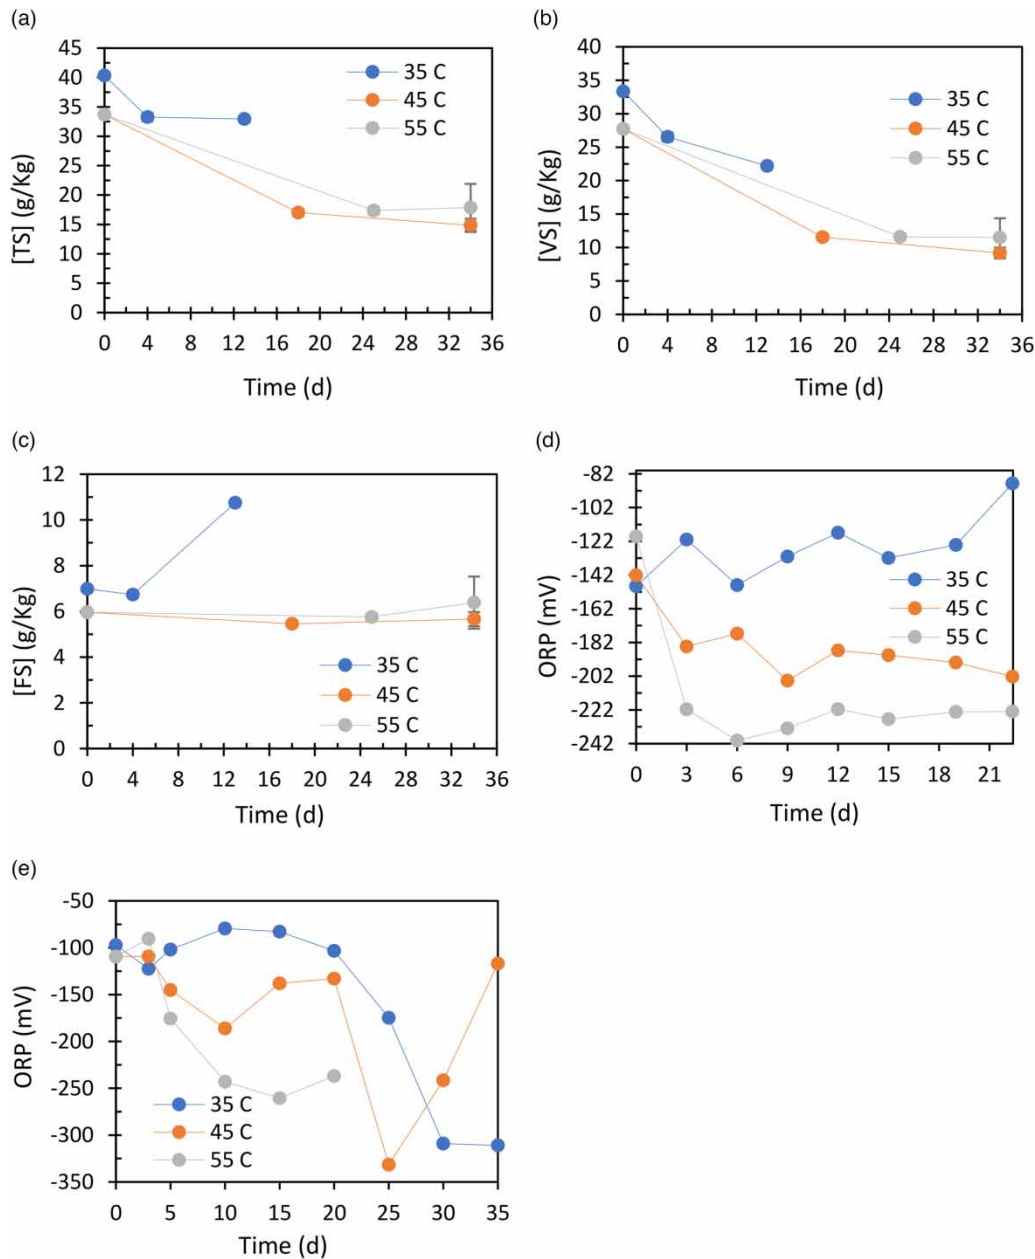 (a)
45
40
35
30
25
20
15
10
5
0
[TS] (g/Kg)
35 C
45 C
55 C
0 4 8 12 16 20 24 28 32 36
Time (d)
(b)
40
35
30
25
20
15
10
5
0
[VS] (g/Kg)
35 C
45 C
55 C
0 4 8 12 16 20 24 28 32 36
Time (d)
(c)
12
10
8
6
4
2
0
[FS] (g/Kg)
35 C
45 C
55 C
0 4 8 12 16 20 24 28 32 36
Time (d)
(d)
-82
-102
-122
-142
-162
-182
-202
-222
-242
ORP (mV)
35 C
45 C
55 C
0 3 6 9 12 15 18 21
Time (d)
(e)
-50
-100
-150
-200
-250
-300
-350
ORP (mV)
35 C
45 C
55 C
0 5 10 15 20 25 30 35
Time (d)